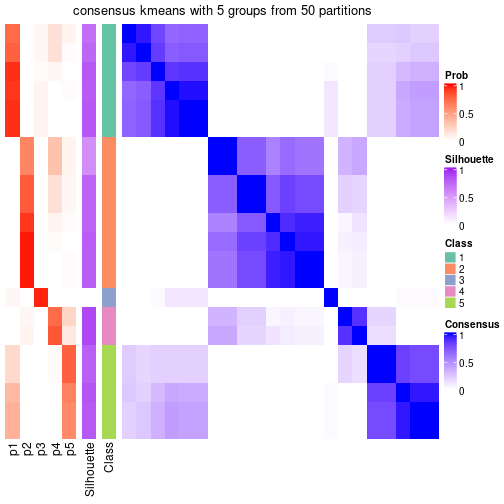 consensus kmeans with 5 groups from 50 partitions
Prob
1
0.5
0
Silhouette
1
0.5
0
Class
1
2
3
4
5
Consensus
1
0.5
0
p1
p2
p3
p4
p5
Silhouette
Class